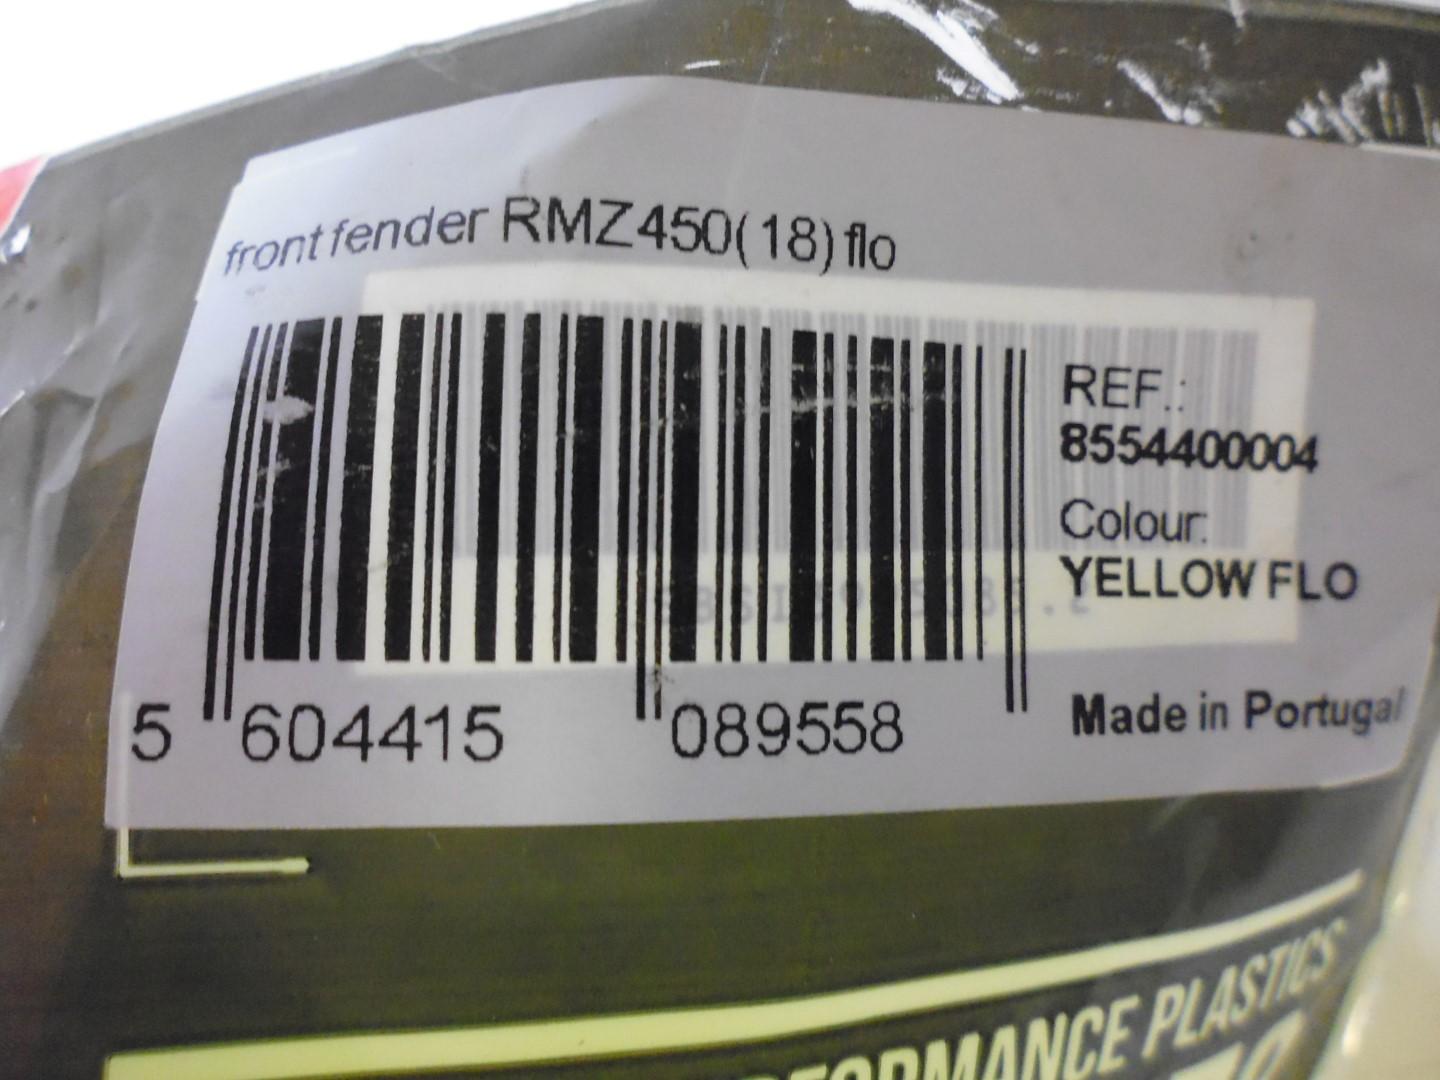 front fender RMZ450(18) flo
REF.:
8554400004
Colour:
YELLOW FLO
5 604415 089558
Made in Portugal
PERFORMANCE PLASTICS